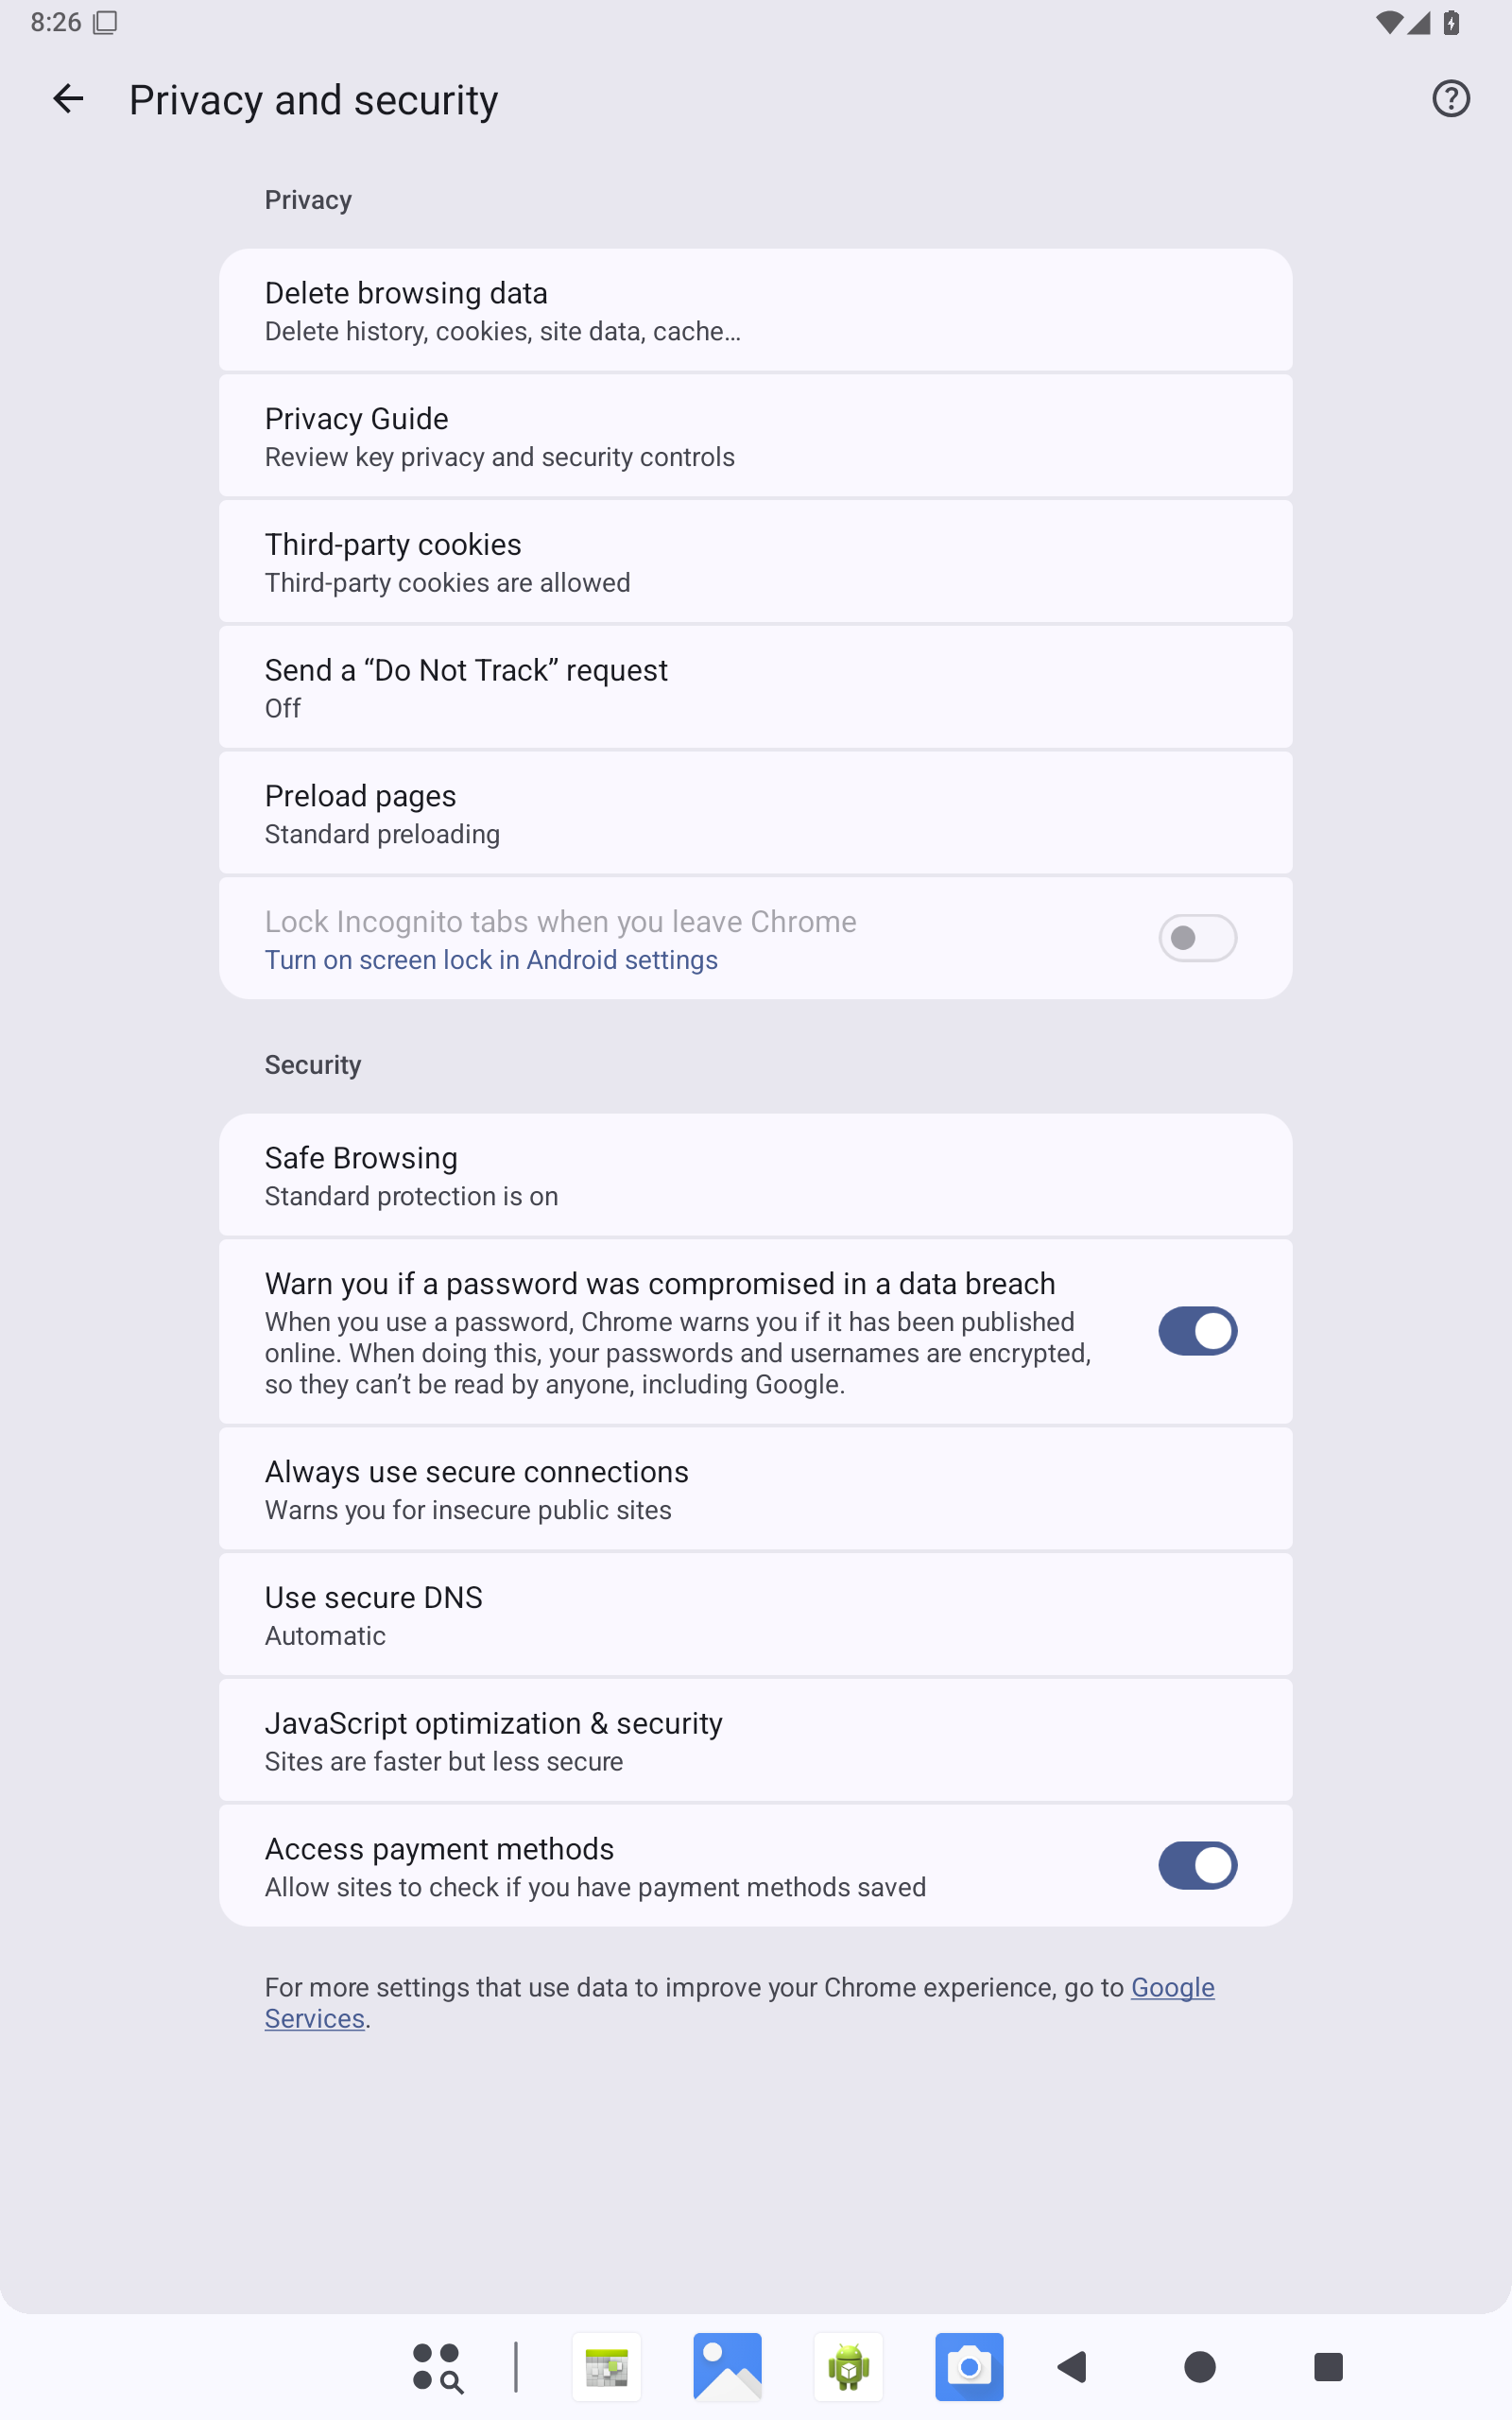 8:26
Privacy and security
Privacy
Delete browsing data
Delete history, cookies, site data, cache…
Privacy Guide
Review key privacy and security controls
Third-party cookies
Third-party cookies are allowed
Send a “Do Not Track” request
Off
Preload pages
Standard preloading
Lock Incognito tabs when you leave Chrome
Turn on screen lock in Android settings
Security
Safe Browsing
Standard protection is on
Warn you if a password was compromised in a data breach
When you use a password, Chrome warns you if it has been published
online. When doing this, your passwords and usernames are encrypted,
so they can’t be read by anyone, including Google.
Always use secure connections
Warns you for insecure public sites
Use secure DNS
Automatic
JavaScript optimization & security
Sites are faster but less secure
Access payment methods
Allow sites to check if you have payment methods saved
For more settings that use data to improve your Chrome experience, go to Google
Services.